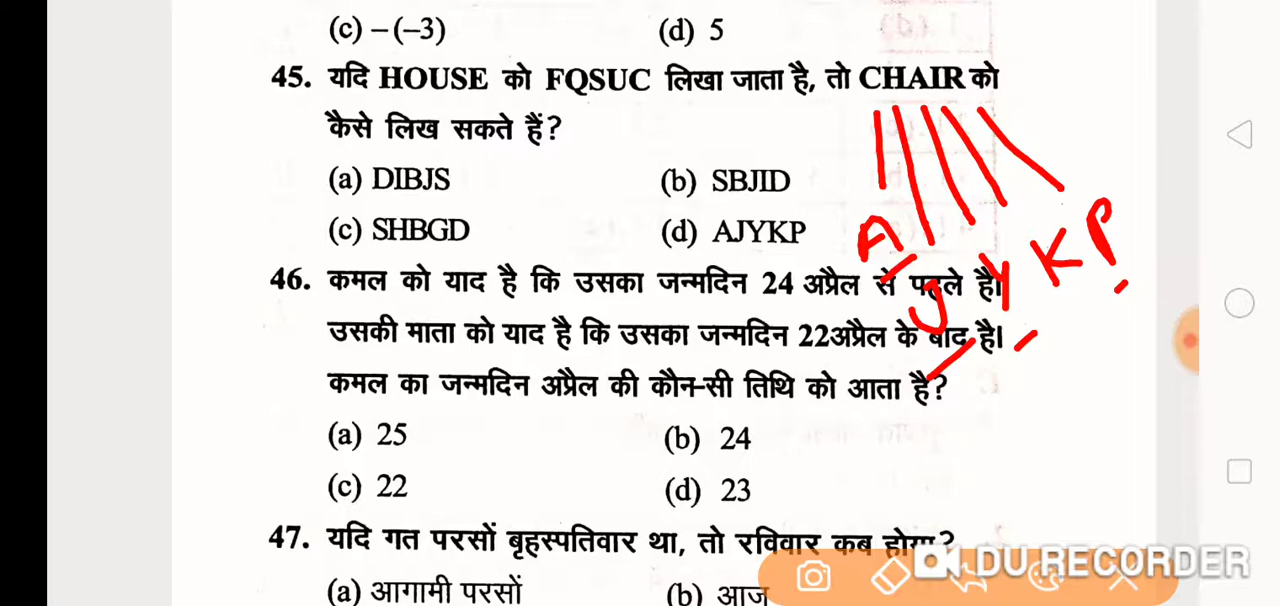 (c) – (–3) (d) 5
45. यदि HOUSE को FQSUC लिखा जाता है, तो CHAIR को
कैसे लिख सकते हैं?
(a) DIBJS (b) SBJID
(c) SHBGD (d) AJYKP
A J Y K P
46. कमल को याद है कि उसका जन्मदिन 24 अप्रैल से पहले है।
उसकी माता को याद है कि उसका जन्मदिन 22अप्रैल के बाद है।
कमल का जन्मदिन अप्रैल की कौन-सी तिथि को आता है?
(a) 25 (b) 24
(c) 22 (d) 23
47. यदि गत परसों बृहस्पतिवार था, तो रविवार कब होगा?
(a) आगामी परसों (b) आज
DU RECORDER